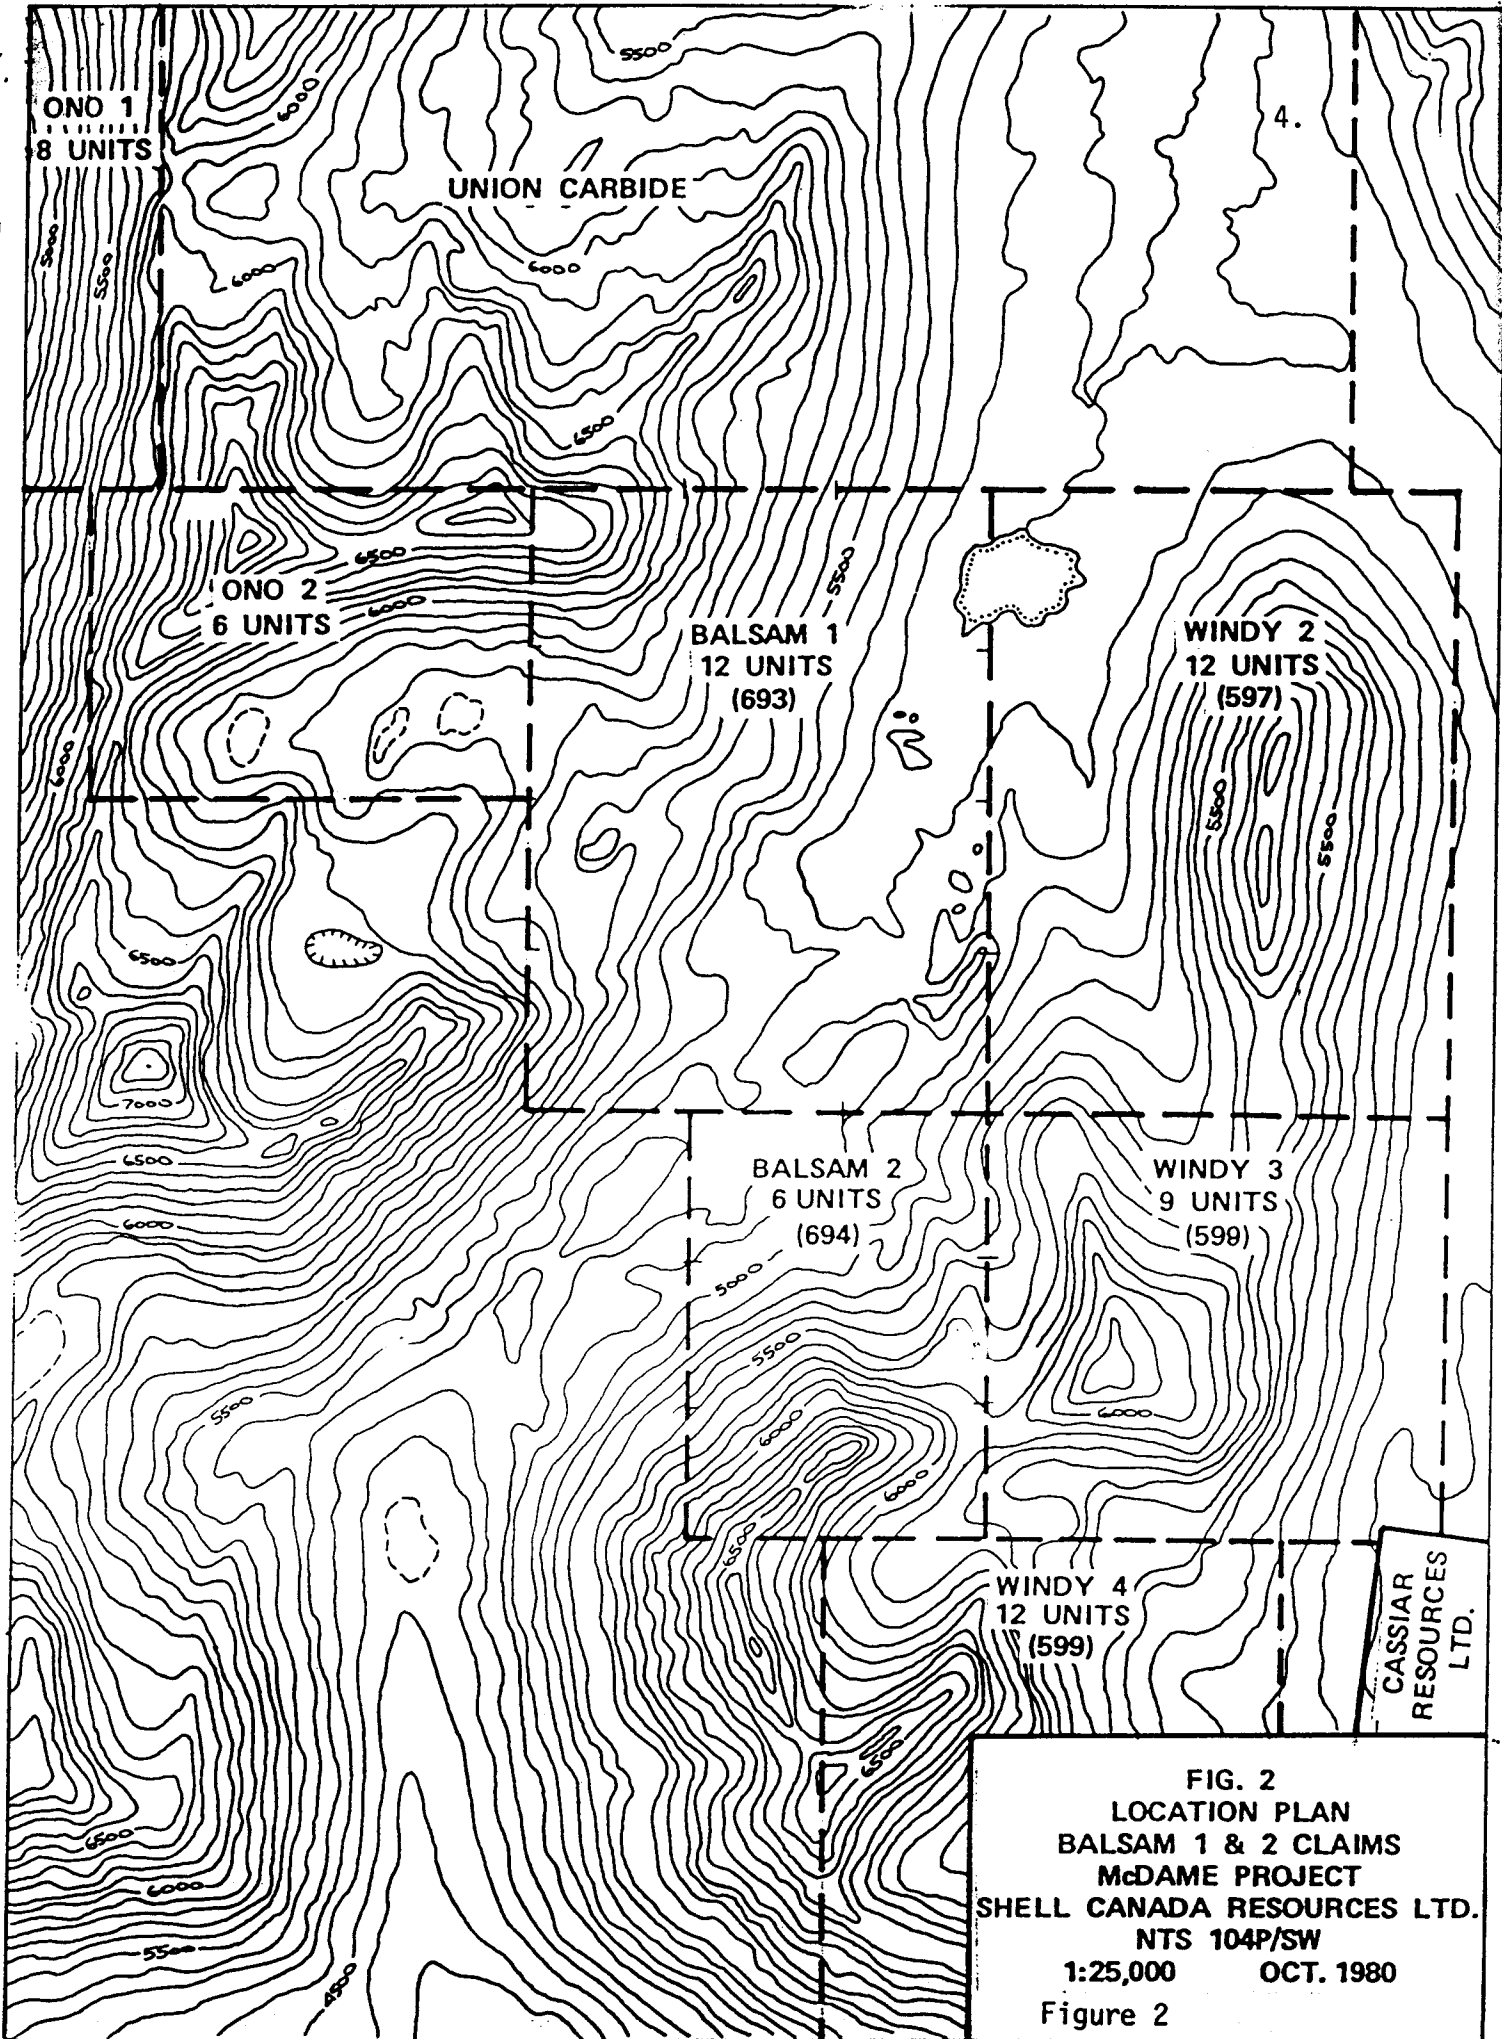 5500
ONO 1
8 UNITS
6000
4.
UNION CARBIDE
5000
5500
6000
6000
6500
6500
ONO 2
6 UNITS
6000
5500
BALSAM 1
12 UNITS
(693)
WINDY 2
12 UNITS
(597)
6000
5500
5500
6500
7000
6500
6000
BALSAM 2
6 UNITS
(694)
WINDY 3
9 UNITS
(599)
5000
5500
5500
6000
6000
6000
6500
WINDY 4
12 UNITS
(599)
CASSIAR
RESOURCES
LTD.
6500
6500
6000
5500
4500
FIG. 2
LOCATION PLAN
BALSAM 1 & 2 CLAIMS
McDAME PROJECT
SHELL CANADA RESOURCES LTD.
NTS 104P/SW
1:25,000 OCT. 1980
Figure 2